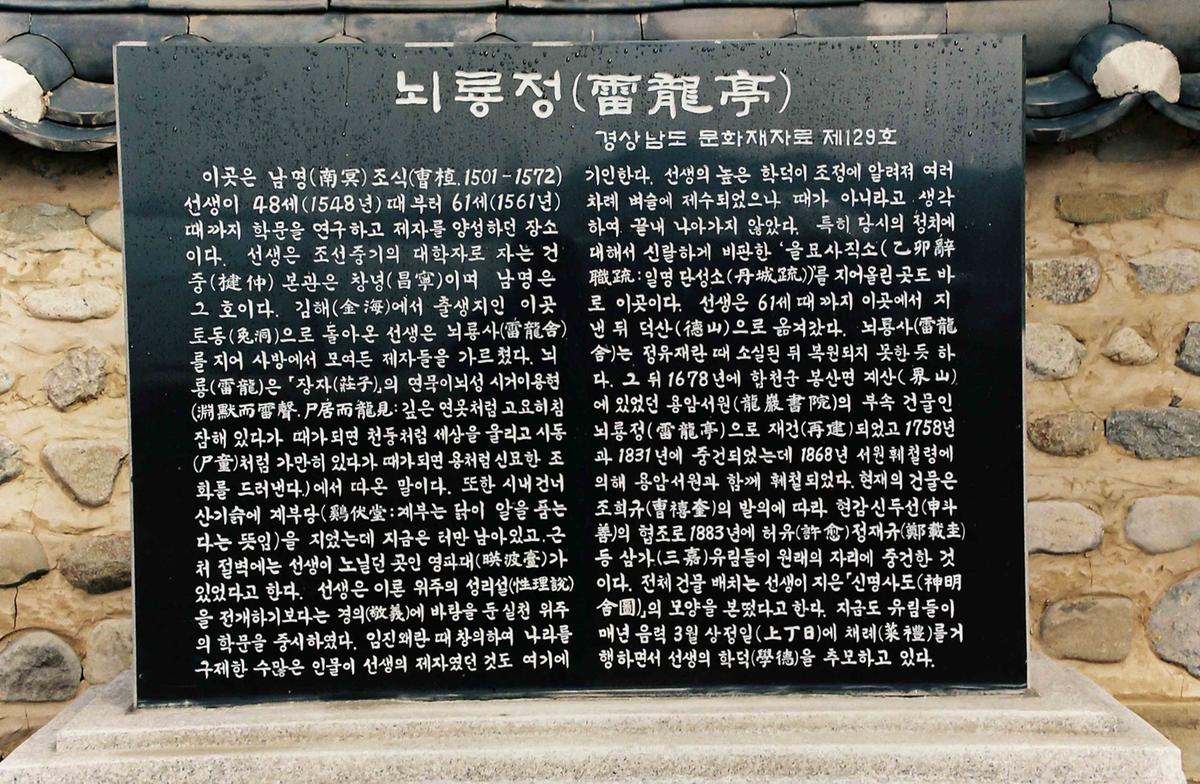 뇌룡정(雷龍亭)
경상남도 문화재자료 제129호
이곳은 남명(南冥)조식(曺植, 1501-1572)
선생이 48세(1548년) 때부터 61세(1561년)
때까지 학문을 연구하고 제자를 양성하던 장소
이다. 선생은 조선중기의 대학자로 자는 건
중(揵仲) 본관은 창녕(昌寧)이며 남명은
그 호이다. 김해(金海)에서 출생지인 이곳
토동(兎洞)으로 돌아온 선생은 뇌룡사(雷龍舍)
를 지어 사방에서 모여든 제자들을 가르쳤다. 뇌
룡(雷龍)은 「장자(莊子)」의 연묵이뇌성 시거이용현
(淵默而雷聲.尸居而龍見:깊은 연못처럼 고요히 침
잠해 있다가 때가되면 천둥처럼 세상을 울리고 시동
(尸童)처럼 가만히 있다가 때가되면 용처럼 신묘한 조
화를 드러낸다.)에서 따온 말이다. 또한 시내건너
산기슭에 계부당(鷄伏堂:계부는 닭이 알을 품는
다는 뜻임)을 지었는데 지금은 터만 남아있고, 근
처 절벽에는 선생이 노닐던 곳인 영파대(暎波臺)가
있었다고 한다. 선생은 이론 위주의 성리설(性理說)
을 전개하기보다는 경의(敬義)에 바탕을 둔 실천 위주
의 학문을 중시하였다. 임진왜란 때 창의하여 나라를
구제한 수많은 인물이 선생의 제자였던 것도 여기에
기인한다. 선생의 높은 학덕이 조정에 알려져 여러
차례 벼슬에 제수되었으나 때가 아니라고 생각
하여 끝내 나아가지 않았다. 특히 당시의 정치에
대해서 신랄하게 비판한 '을묘사직소(乙卯辭
職疏:일명 단성소(丹城疏))'를 지어올린 곳도 바
로 이곳이다. 선생은 61세 때까지 이곳에서 지
낸 뒤 덕산(德山)으로 옮겨갔다. 뇌룡사(雷龍
舍)는 정유재란 때 소실된 뒤 복원되지 못한 듯 하
다. 그 뒤 1678년에 합천군 봉산면 계산(界山)
에 있었던 용암서원(龍巖書院)의 부속 건물인
뇌룡정(雷龍亭)으로 재건(再建)되었고 1758년
과 1831년에 중건되었는데 1868년 서원훼철령에
의해 용암서원과 함께 훼철되었다. 현재의 건물은
조희규(曺禧奎)의 발의에 따라 현감신두선(申斗
善)의 협조로 1883년에 허유(許愈)정재규(鄭載圭)
등 삼가(三嘉)유림들이 원래의 자리에 중건한 것
이다. 전체건물 배치는 선생이 지은「신명사도(神明
舍圖)」의 모양을 본떴다고 한다. 지금도 유림들이
매년 음력 3월 상정일(上丁日)에 채례(菜禮)를 거
행하면서 선생의 학덕(學德)을 추모하고 있다.